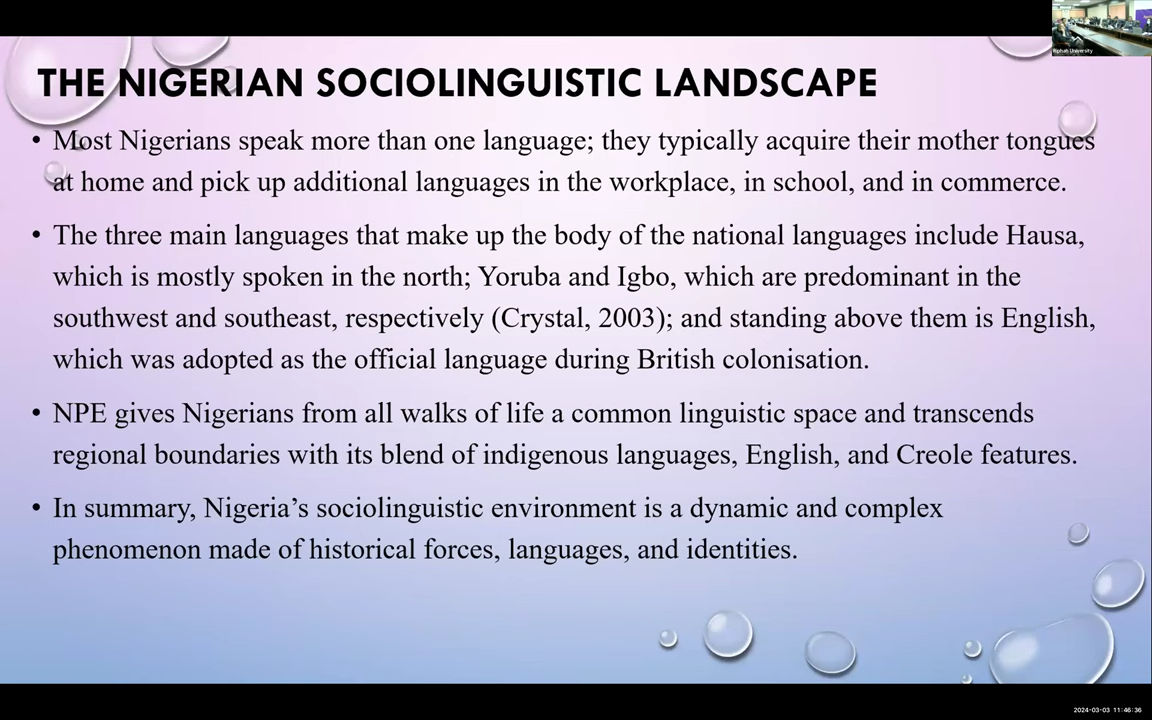 Riphah University
THE NIGERIAN SOCIOLINGUISTIC LANDSCAPE
• Most Nigerians speak more than one language; they typically acquire their mother tongues
at home and pick up additional languages in the workplace, in school, and in commerce.
• The three main languages that make up the body of the national languages include Hausa,
which is mostly spoken in the north; Yoruba and Igbo, which are predominant in the
southwest and southeast, respectively (Crystal, 2003); and standing above them is English,
which was adopted as the official language during British colonisation.
• NPE gives Nigerians from all walks of life a common linguistic space and transcends
regional boundaries with its blend of indigenous languages, English, and Creole features.
• In summary, Nigeria’s sociolinguistic environment is a dynamic and complex
phenomenon made of historical forces, languages, and identities.
2024-03-03 11:46:36